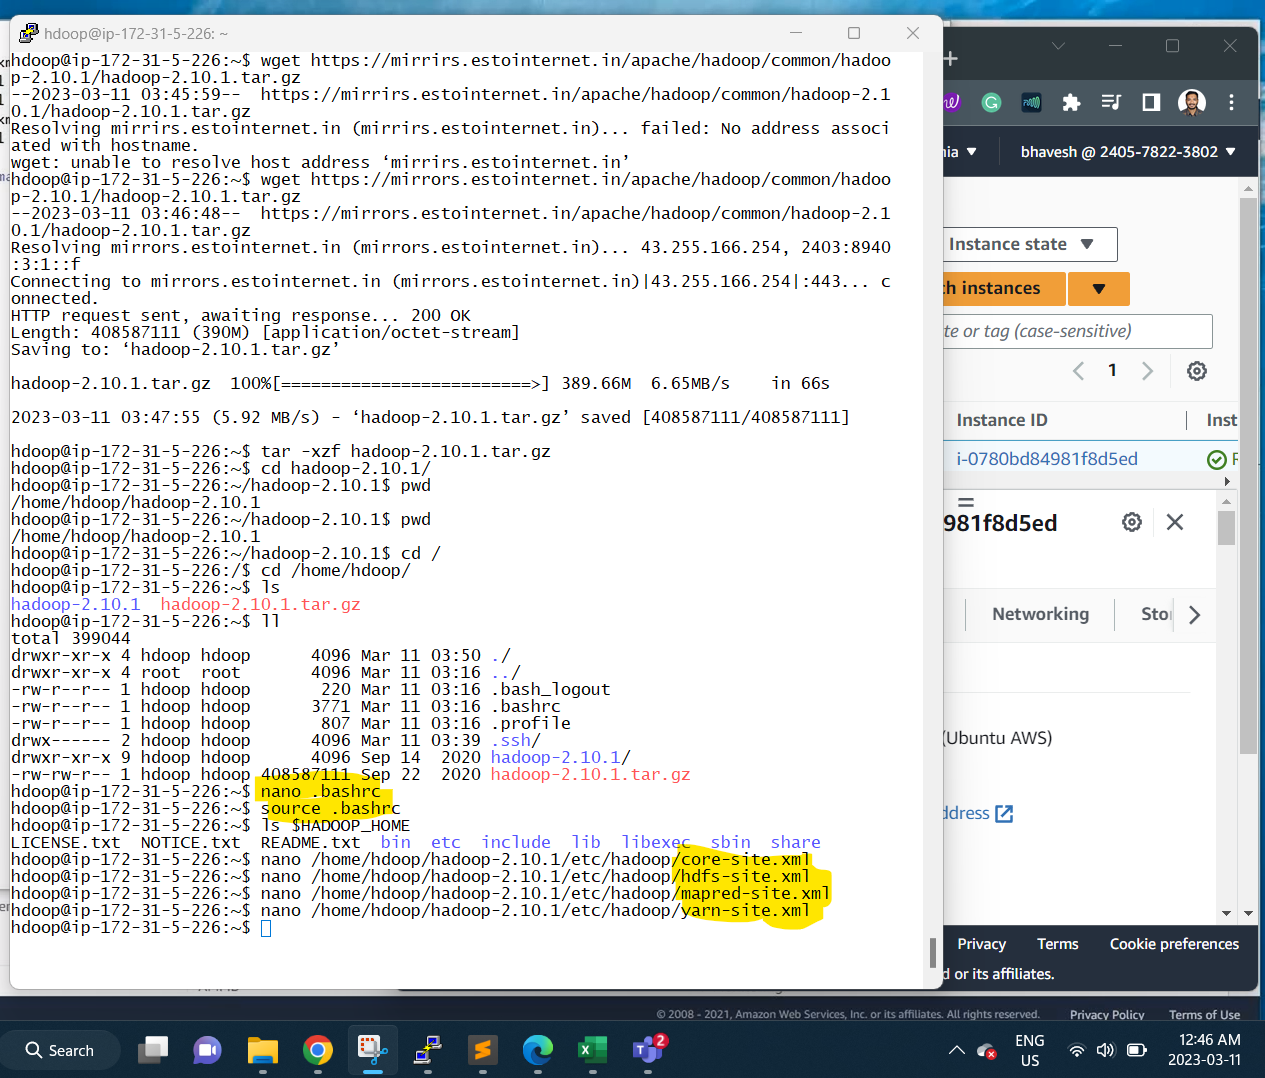 hdoop@ip-172-31-5-226: ~
hdoop@ip-172-31-5-226:~$ wget https://mirrirs.estointernet.in/apache/hadoop/common/hadoo
p-2.10.1/hadoop-2.10.1.tar.gz
--2023-03-11 03:45:59--  https://mirrirs.estointernet.in/apache/hadoop/common/hadoop-2.1
0.1/hadoop-2.10.1.tar.gz
Resolving mirrirs.estointernet.in (mirrirs.estointernet.in)... failed: No address associ
ated with hostname.
wget: unable to resolve host address ‘mirrirs.estointernet.in’
hdoop@ip-172-31-5-226:~$ wget https://mirrors.estointernet.in/apache/hadoop/common/hadoo
p-2.10.1/hadoop-2.10.1.tar.gz
--2023-03-11 03:46:48--  https://mirrors.estointernet.in/apache/hadoop/common/hadoop-2.1
0.1/hadoop-2.10.1.tar.gz
Resolving mirrors.estointernet.in (mirrors.estointernet.in)... 43.255.166.254, 2403:8940
:3:1::f
Connecting to mirrors.estointernet.in (mirrors.estointernet.in)|43.255.166.254|:443... c
onnected.
HTTP request sent, awaiting response... 200 OK
Length: 408587111 (390M) [application/octet-stream]
Saving to: ‘hadoop-2.10.1.tar.gz’
hadoop-2.10.1.tar.gz  100%[=========================>] 389.66M  6.65MB/s    in 66s
2023-03-11 03:47:55 (5.92 MB/s) - ‘hadoop-2.10.1.tar.gz’ saved [408587111/408587111]
hdoop@ip-172-31-5-226:~$ tar -xzf hadoop-2.10.1.tar.gz
hdoop@ip-172-31-5-226:~$ cd hadoop-2.10.1/
hdoop@ip-172-31-5-226:~/hadoop-2.10.1$ pwd
/home/hdoop/hadoop-2.10.1
hdoop@ip-172-31-5-226:~/hadoop-2.10.1$ pwd
/home/hdoop/hadoop-2.10.1
hdoop@ip-172-31-5-226:~/hadoop-2.10.1$ cd /
hdoop@ip-172-31-5-226:/$ cd /home/hdoop/
hdoop@ip-172-31-5-226:~$ ls
hadoop-2.10.1  hadoop-2.10.1.tar.gz
hdoop@ip-172-31-5-226:~$ ll
total 399044
drwxr-xr-x 4 hdoop hdoop      4096 Mar 11 03:50 ./
drwxr-xr-x 4 root  root       4096 Mar 11 03:16 ../
-rw-r--r-- 1 hdoop hdoop       220 Mar 11 03:16 .bash_logout
-rw-r--r-- 1 hdoop hdoop      3771 Mar 11 03:16 .bashrc
-rw-r--r-- 1 hdoop hdoop       807 Mar 11 03:16 .profile
drwx------ 2 hdoop hdoop      4096 Mar 11 03:39 .ssh/
drwxr-xr-x 9 hdoop hdoop      4096 Sep 14  2020 hadoop-2.10.1/
-rw-rw-r-- 1 hdoop hdoop 408587111 Sep 22  2020 hadoop-2.10.1.tar.gz
hdoop@ip-172-31-5-226:~$ nano .bashrc
hdoop@ip-172-31-5-226:~$ source .bashrc
hdoop@ip-172-31-5-226:~$ ls $HADOOP_HOME
LICENSE.txt  NOTICE.txt  README.txt  bin  etc  include  lib  libexec  sbin  share
hdoop@ip-172-31-5-226:~$ nano /home/hdoop/hadoop-2.10.1/etc/hadoop/core-site.xml
hdoop@ip-172-31-5-226:~$ nano /home/hdoop/hadoop-2.10.1/etc/hadoop/hdfs-site.xml
hdoop@ip-172-31-5-226:~$ nano /home/hdoop/hadoop-2.10.1/etc/hadoop/mapred-site.xml
hdoop@ip-172-31-5-226:~$ nano /home/hdoop/hadoop-2.10.1/etc/hadoop/yarn-site.xml
hdoop@ip-172-31-5-226:~$
nia
bhavesh @ 2405-7822-3802
Instance state
ch instances
te or tag (case-sensitive)
1
Instance ID
Inst
i-0780bd84981f8d5ed
981f8d5ed
Networking
Sto
(Ubuntu AWS)
ddress
Privacy
Terms
Cookie preferences
d or its affiliates.
© 2008 - 2021, Amazon Web Services, Inc. or its affiliates. All rights reserved.
Privacy Policy
Terms of Use
Search
2
ENG
US
12:46 AM
2023-03-11